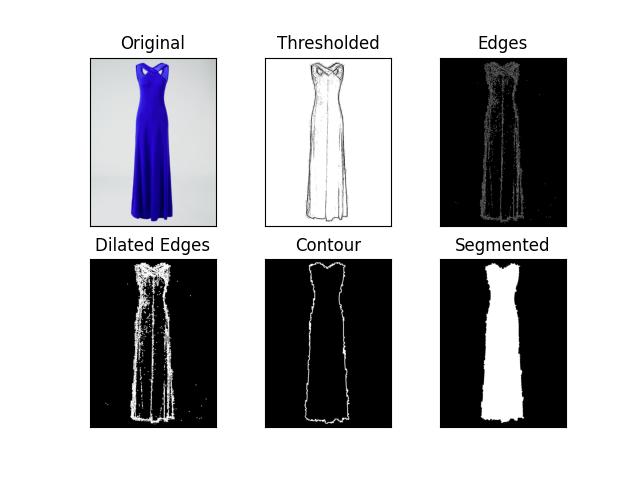 Original
Thresholded
Edges
Dilated Edges
Contour
Segmented